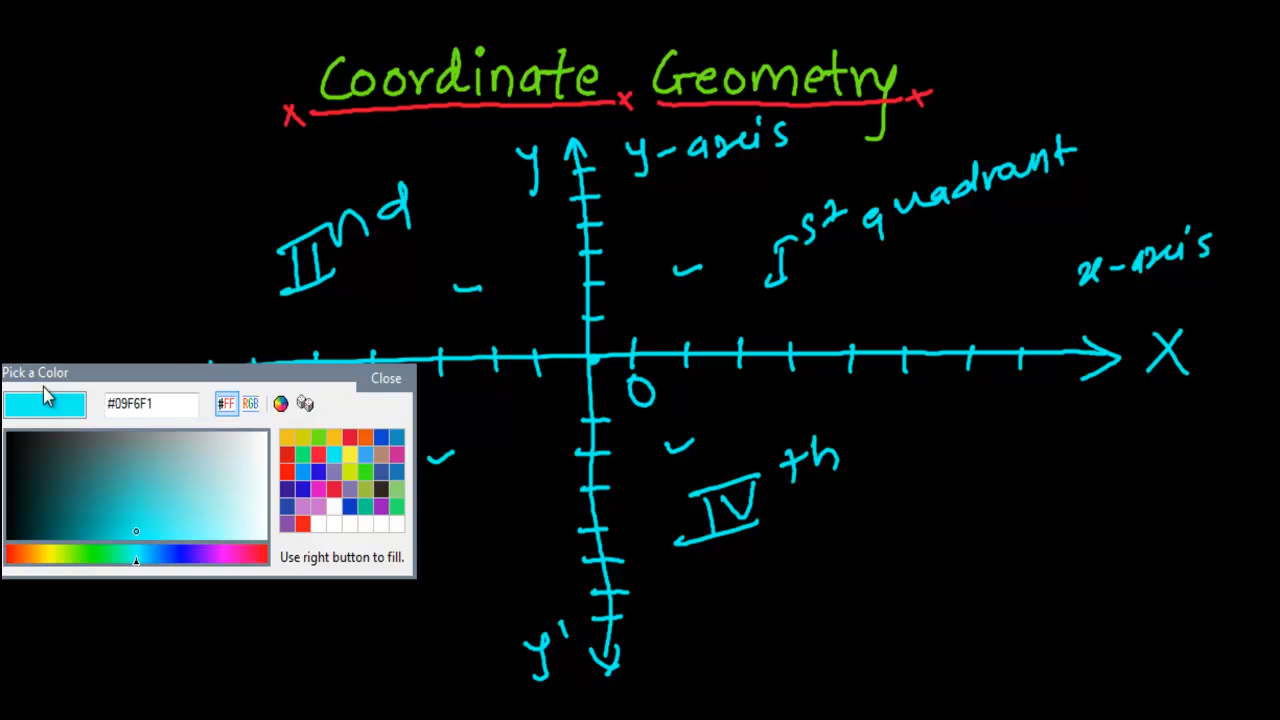 Coordinate Geometry
y y-axis
IInd Ist quadrant
x-axis
X
O
Pick a Color
Close
#09F6F1
#FF RGB
Use right button to fill.
IVth
y'